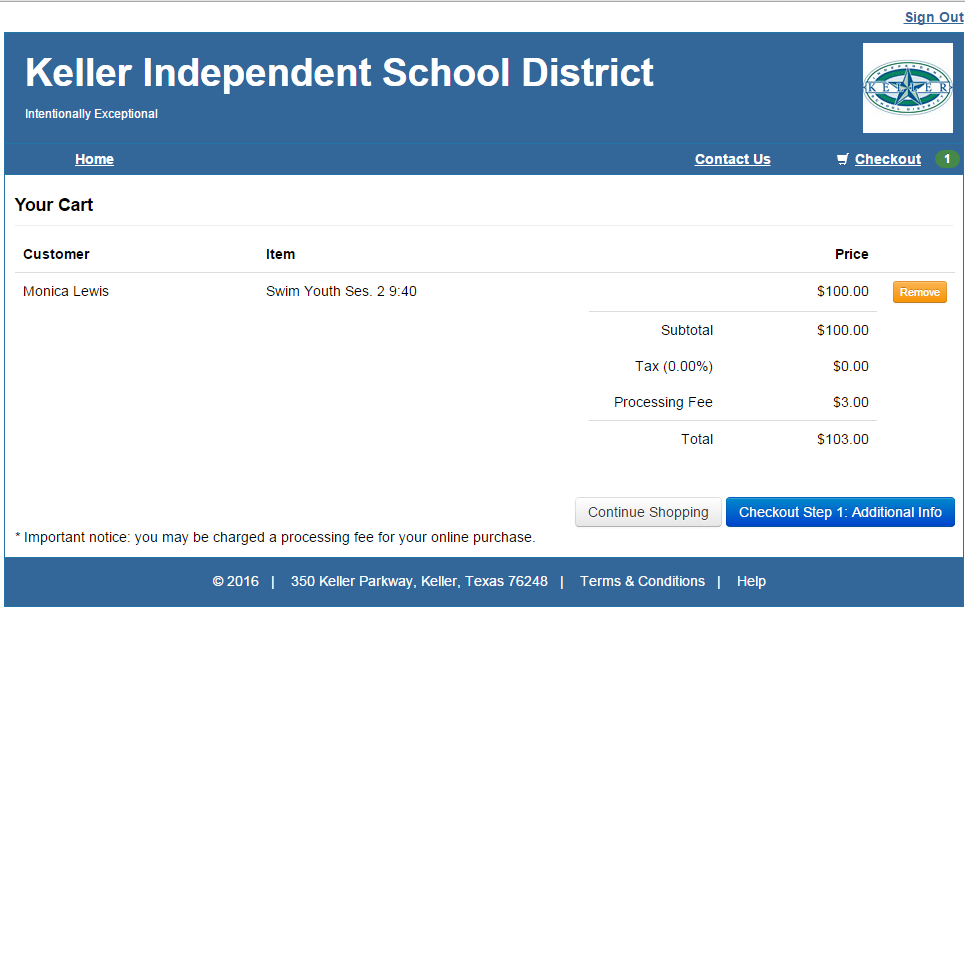 Sign Out
Keller Independent School District
Intentionally Exceptional
INDEPENDENT
KELLER
SCHOOL DISTRICT
Home Contact Us Checkout 1
Your Cart
Customer Item Price
Monica Lewis Swim Youth Ses. 2 9:40 $100.00 Remove
Subtotal $100.00
Tax (0.00%) $0.00
Processing Fee $3.00
Total $103.00
Continue Shopping Checkout Step 1: Additional Info
* Important notice: you may be charged a processing fee for your online purchase.
© 2016 | 350 Keller Parkway, Keller, Texas 76248 | Terms & Conditions | Help